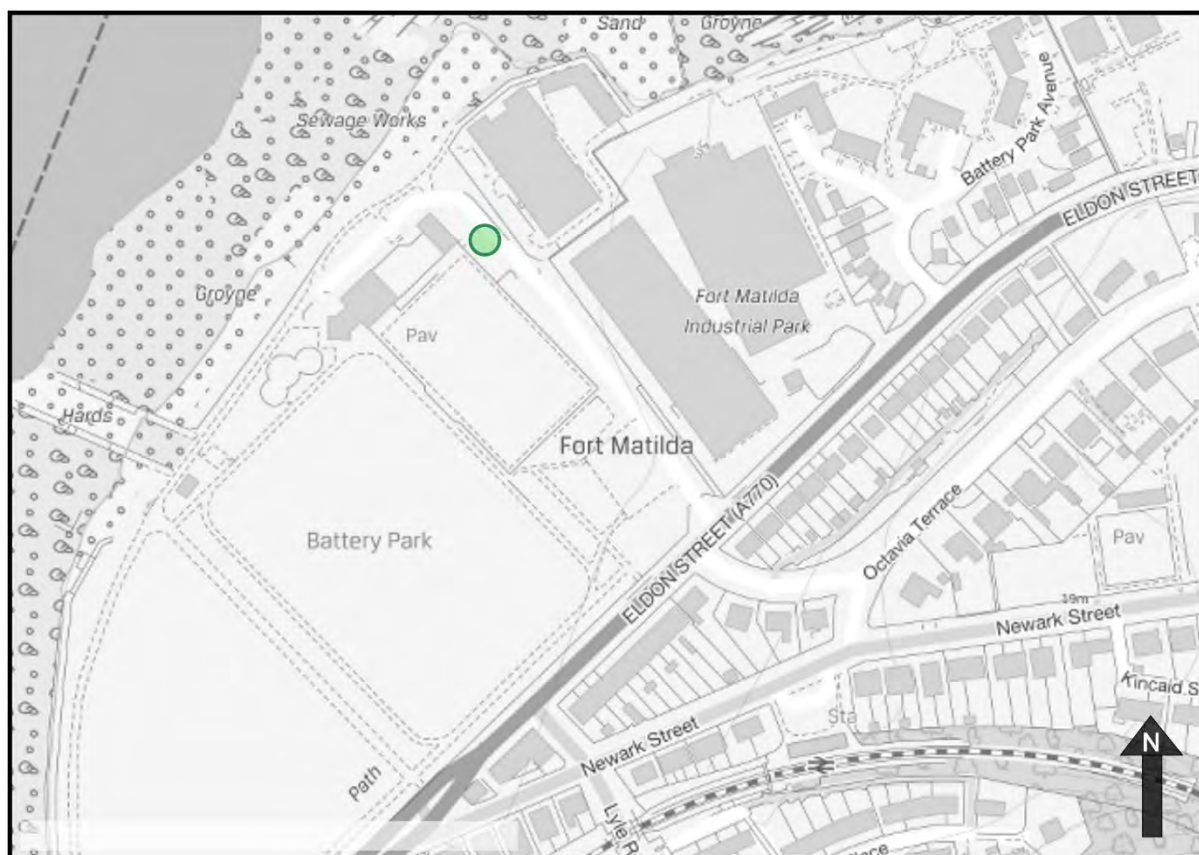 Sand
Groyne
Sewage Works
Battery Park Avenue
ELDON STREET
Groyne
Fort Matilda
Industrial Park
Pav
Hards
Fort Matilda
Battery Park
ELDON STREET (A770)
Octavia Terrace
Pav
19m
Newark Street
Kincaid S
Sta
N
Newark Street
Path
Lyle R